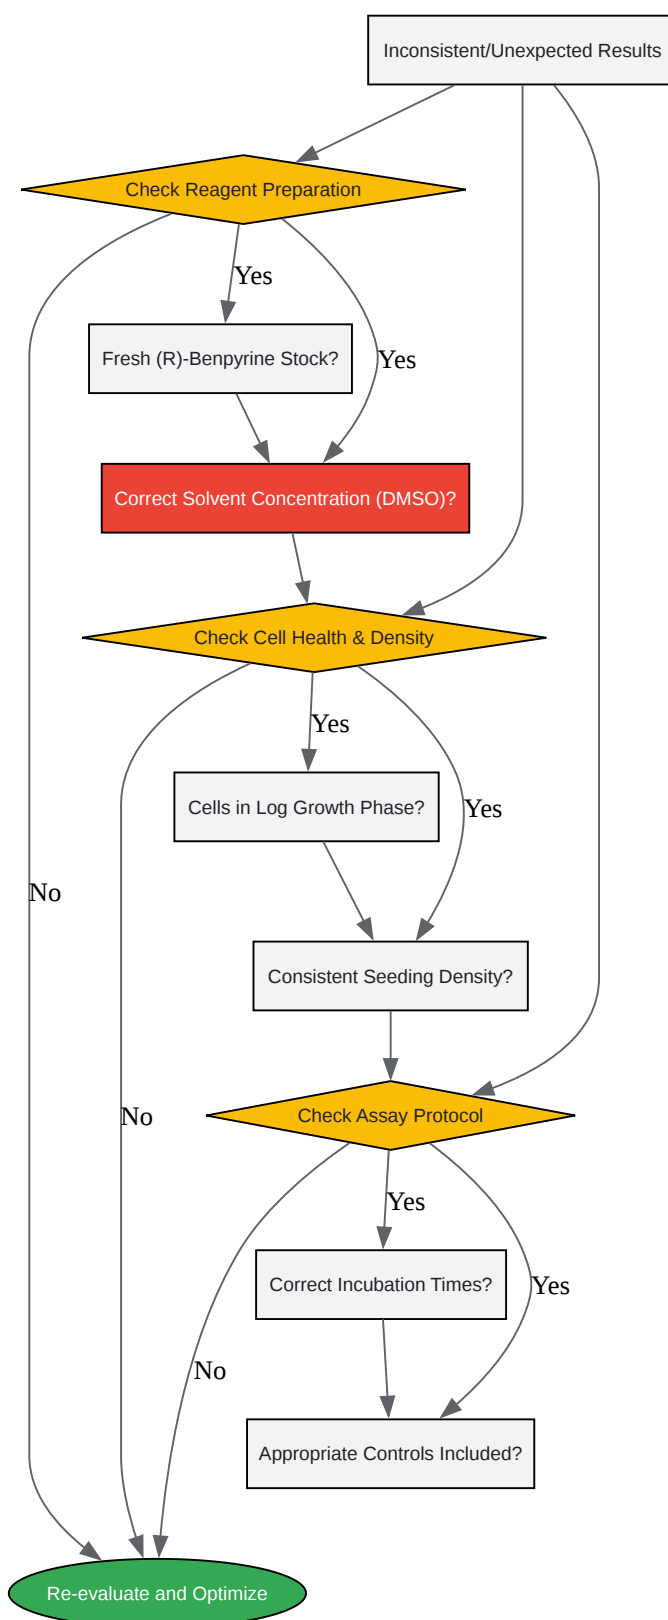 Inconsistent/Unexpected Results
Check Reagent Preparation
Yes
Fresh (R)-Benpyrine Stock?
Yes
Correct Solvent Concentration (DMSO)?
Check Cell Health & Density
Yes
Cells in Log Growth Phase?
Yes
No
Consistent Seeding Density?
No
Check Assay Protocol
Yes
Correct Incubation Times?
Yes
No
Appropriate Controls Included?
Re-evaluate and Optimize